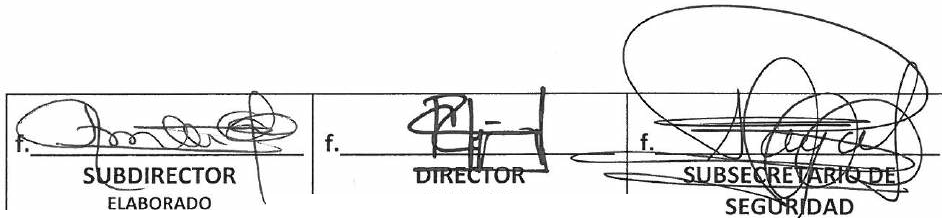 f. f. f.
SUBDIRECTOR DIRECTOR SUBSECRETARIO DE
ELABORADO SEGURIDAD